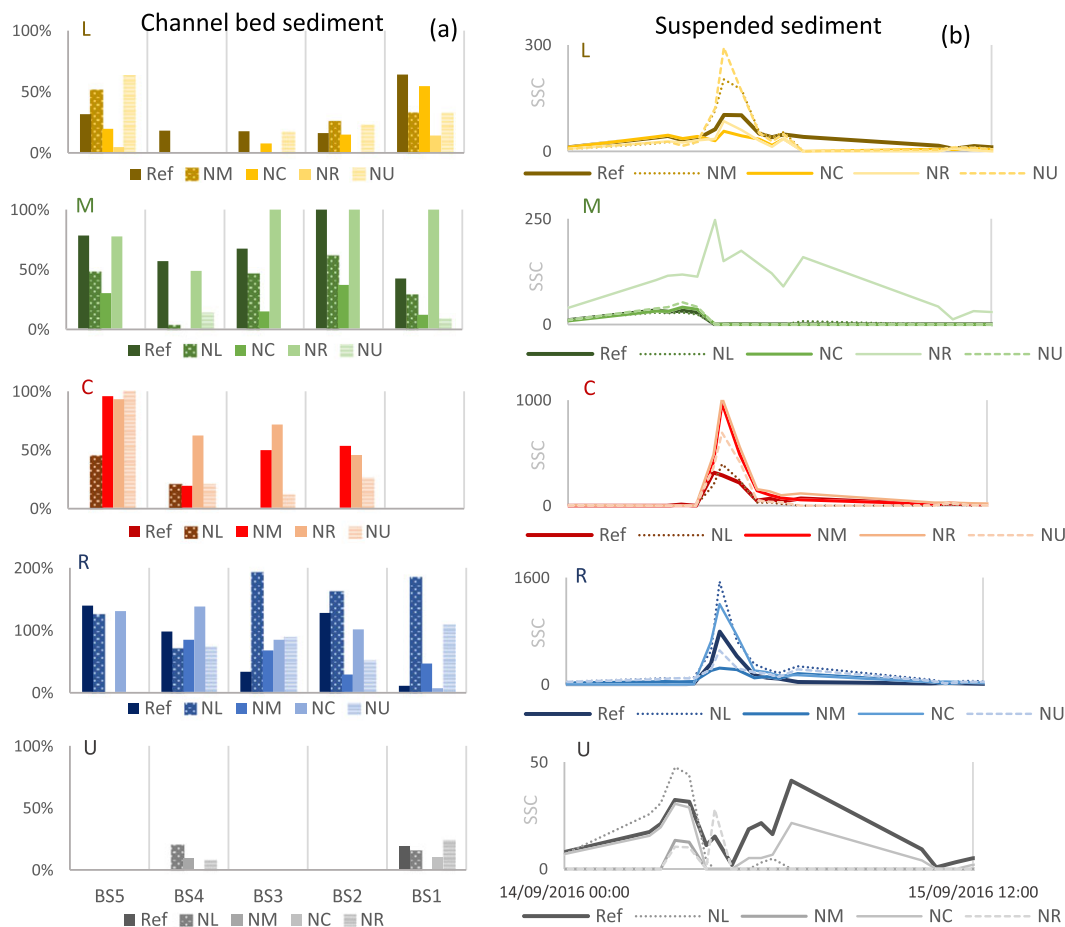 Channel bed sediment (a)
L
100%
50%
0%
Ref NM NC NR NU
M
100%
50%
0%
Ref NL NC NR NU
C
100%
50%
0%
Ref NL NM NR NU
R
200%
100%
0%
Ref NL NM NC NU
U
100%
50%
0%
BS5 BS4 BS3 BS2 BS1
Ref NL NM NC NR
Suspended sediment (b)
L
300
SSC
0
Ref NM NC NR NU
M
250
SSC
0
Ref NL NC NR NU
C
1000
SSC
0
Ref NL NM NR NU
R
1600
SSC
0
Ref NL NM NC NU
U
50
SSC
0
14/09/2016 00:00 15/09/2016 12:00
Ref NL NM NC NR